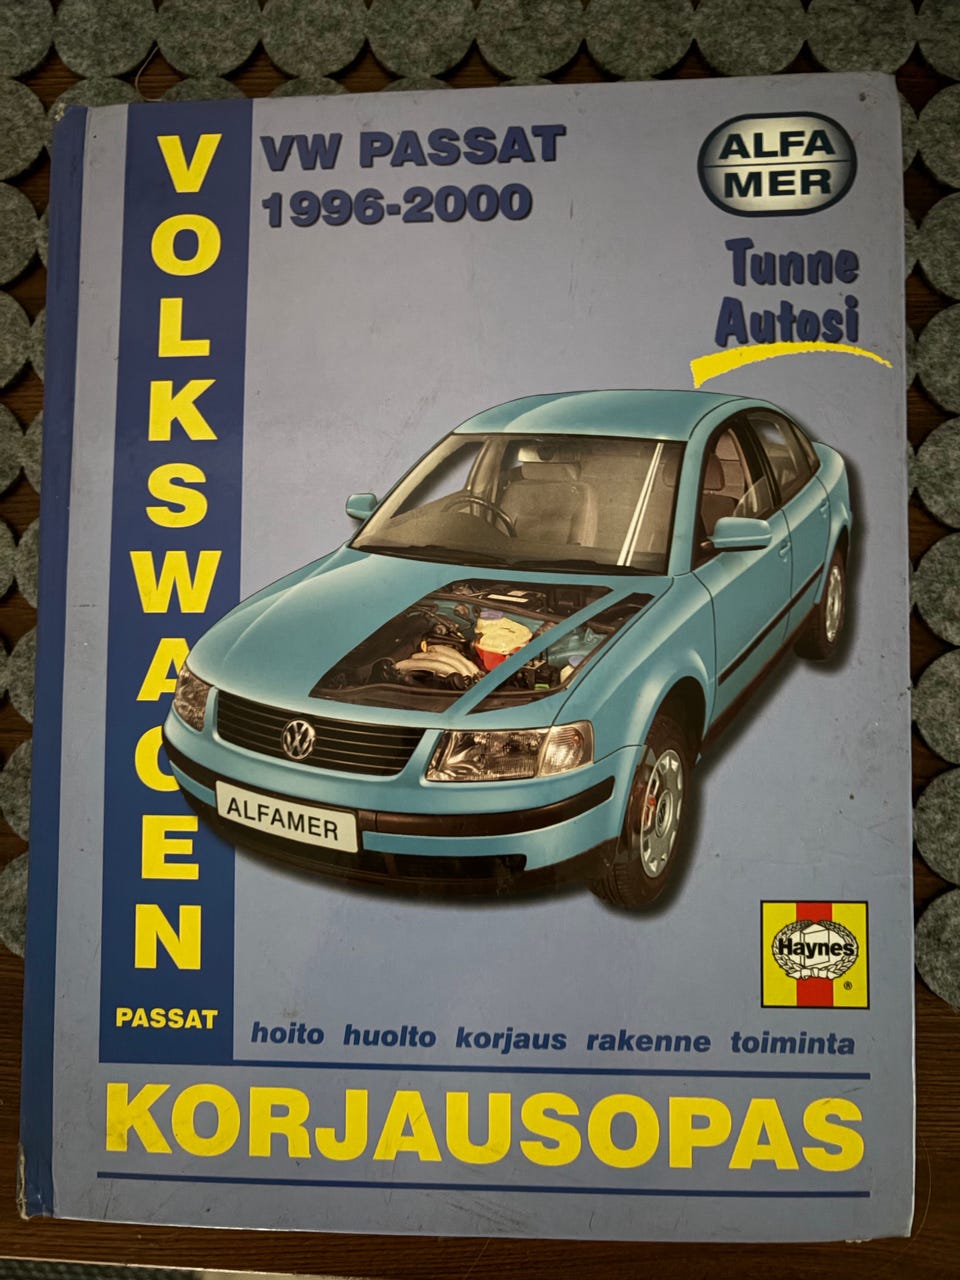 VOLKSWAGEN
PASSAT
VW PASSAT
1996-2000
ALFA
MER
Tunne
Autosi
ALFAMER
Haynes
®
hoito huolto korjaus rakenne toiminta
KORJAUSOPAS